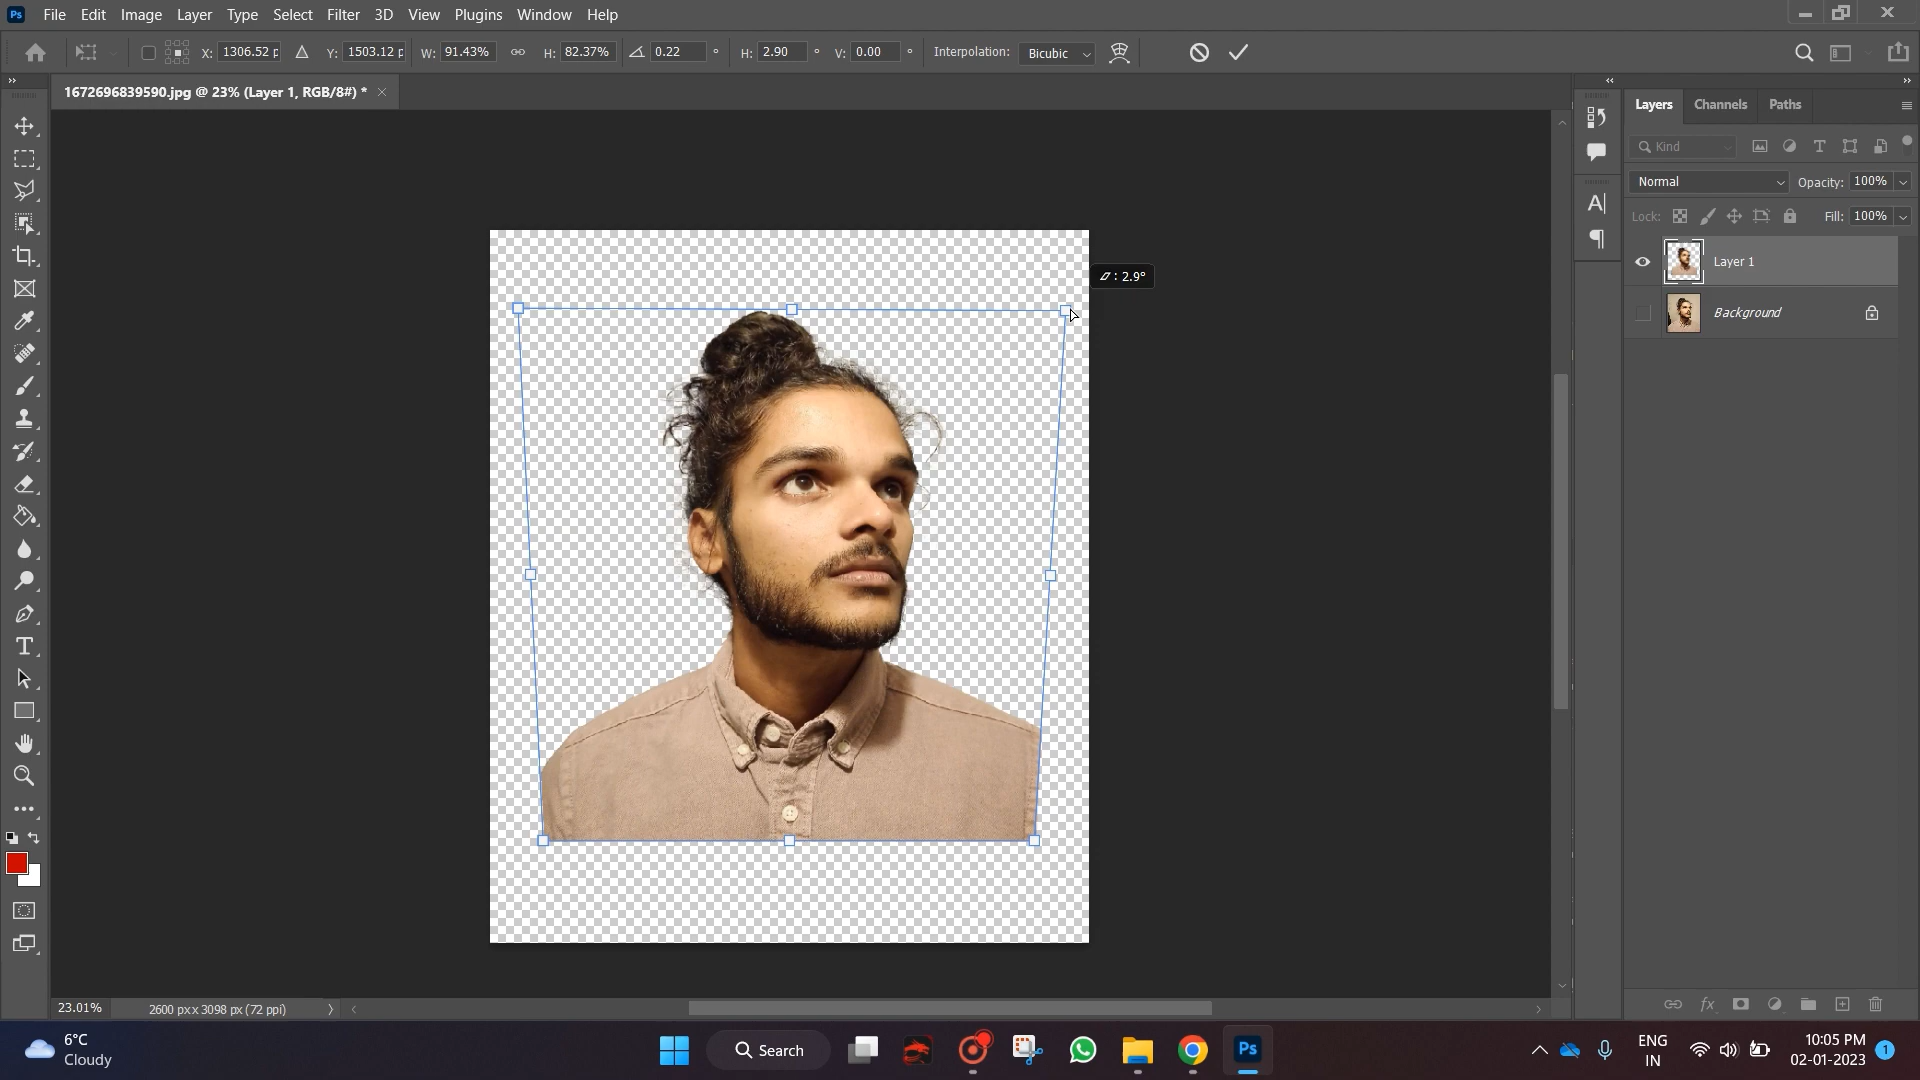 Ps File Edit Image Layer Type Select Filter 3D View Plugins Window Help
X: 1306.52 p Y: 1503.12 p W: 91.43% H: 82.37% 0.22 ° H: 2.90 ° V: 0.00 ° Interpolation: Bicubic
1672696839590.jpg @ 23% (Layer 1, RGB/8#) *
Layers Channels Paths
Kind
Normal Opacity: 100%
Lock: Fill: 100%
Layer 1
Background
: 2.9°
23.01% 2600 px x 3098 px (72 ppi)
6°C
Cloudy
Search
Ps
ENG
IN
10:05 PM
02-01-2023
1